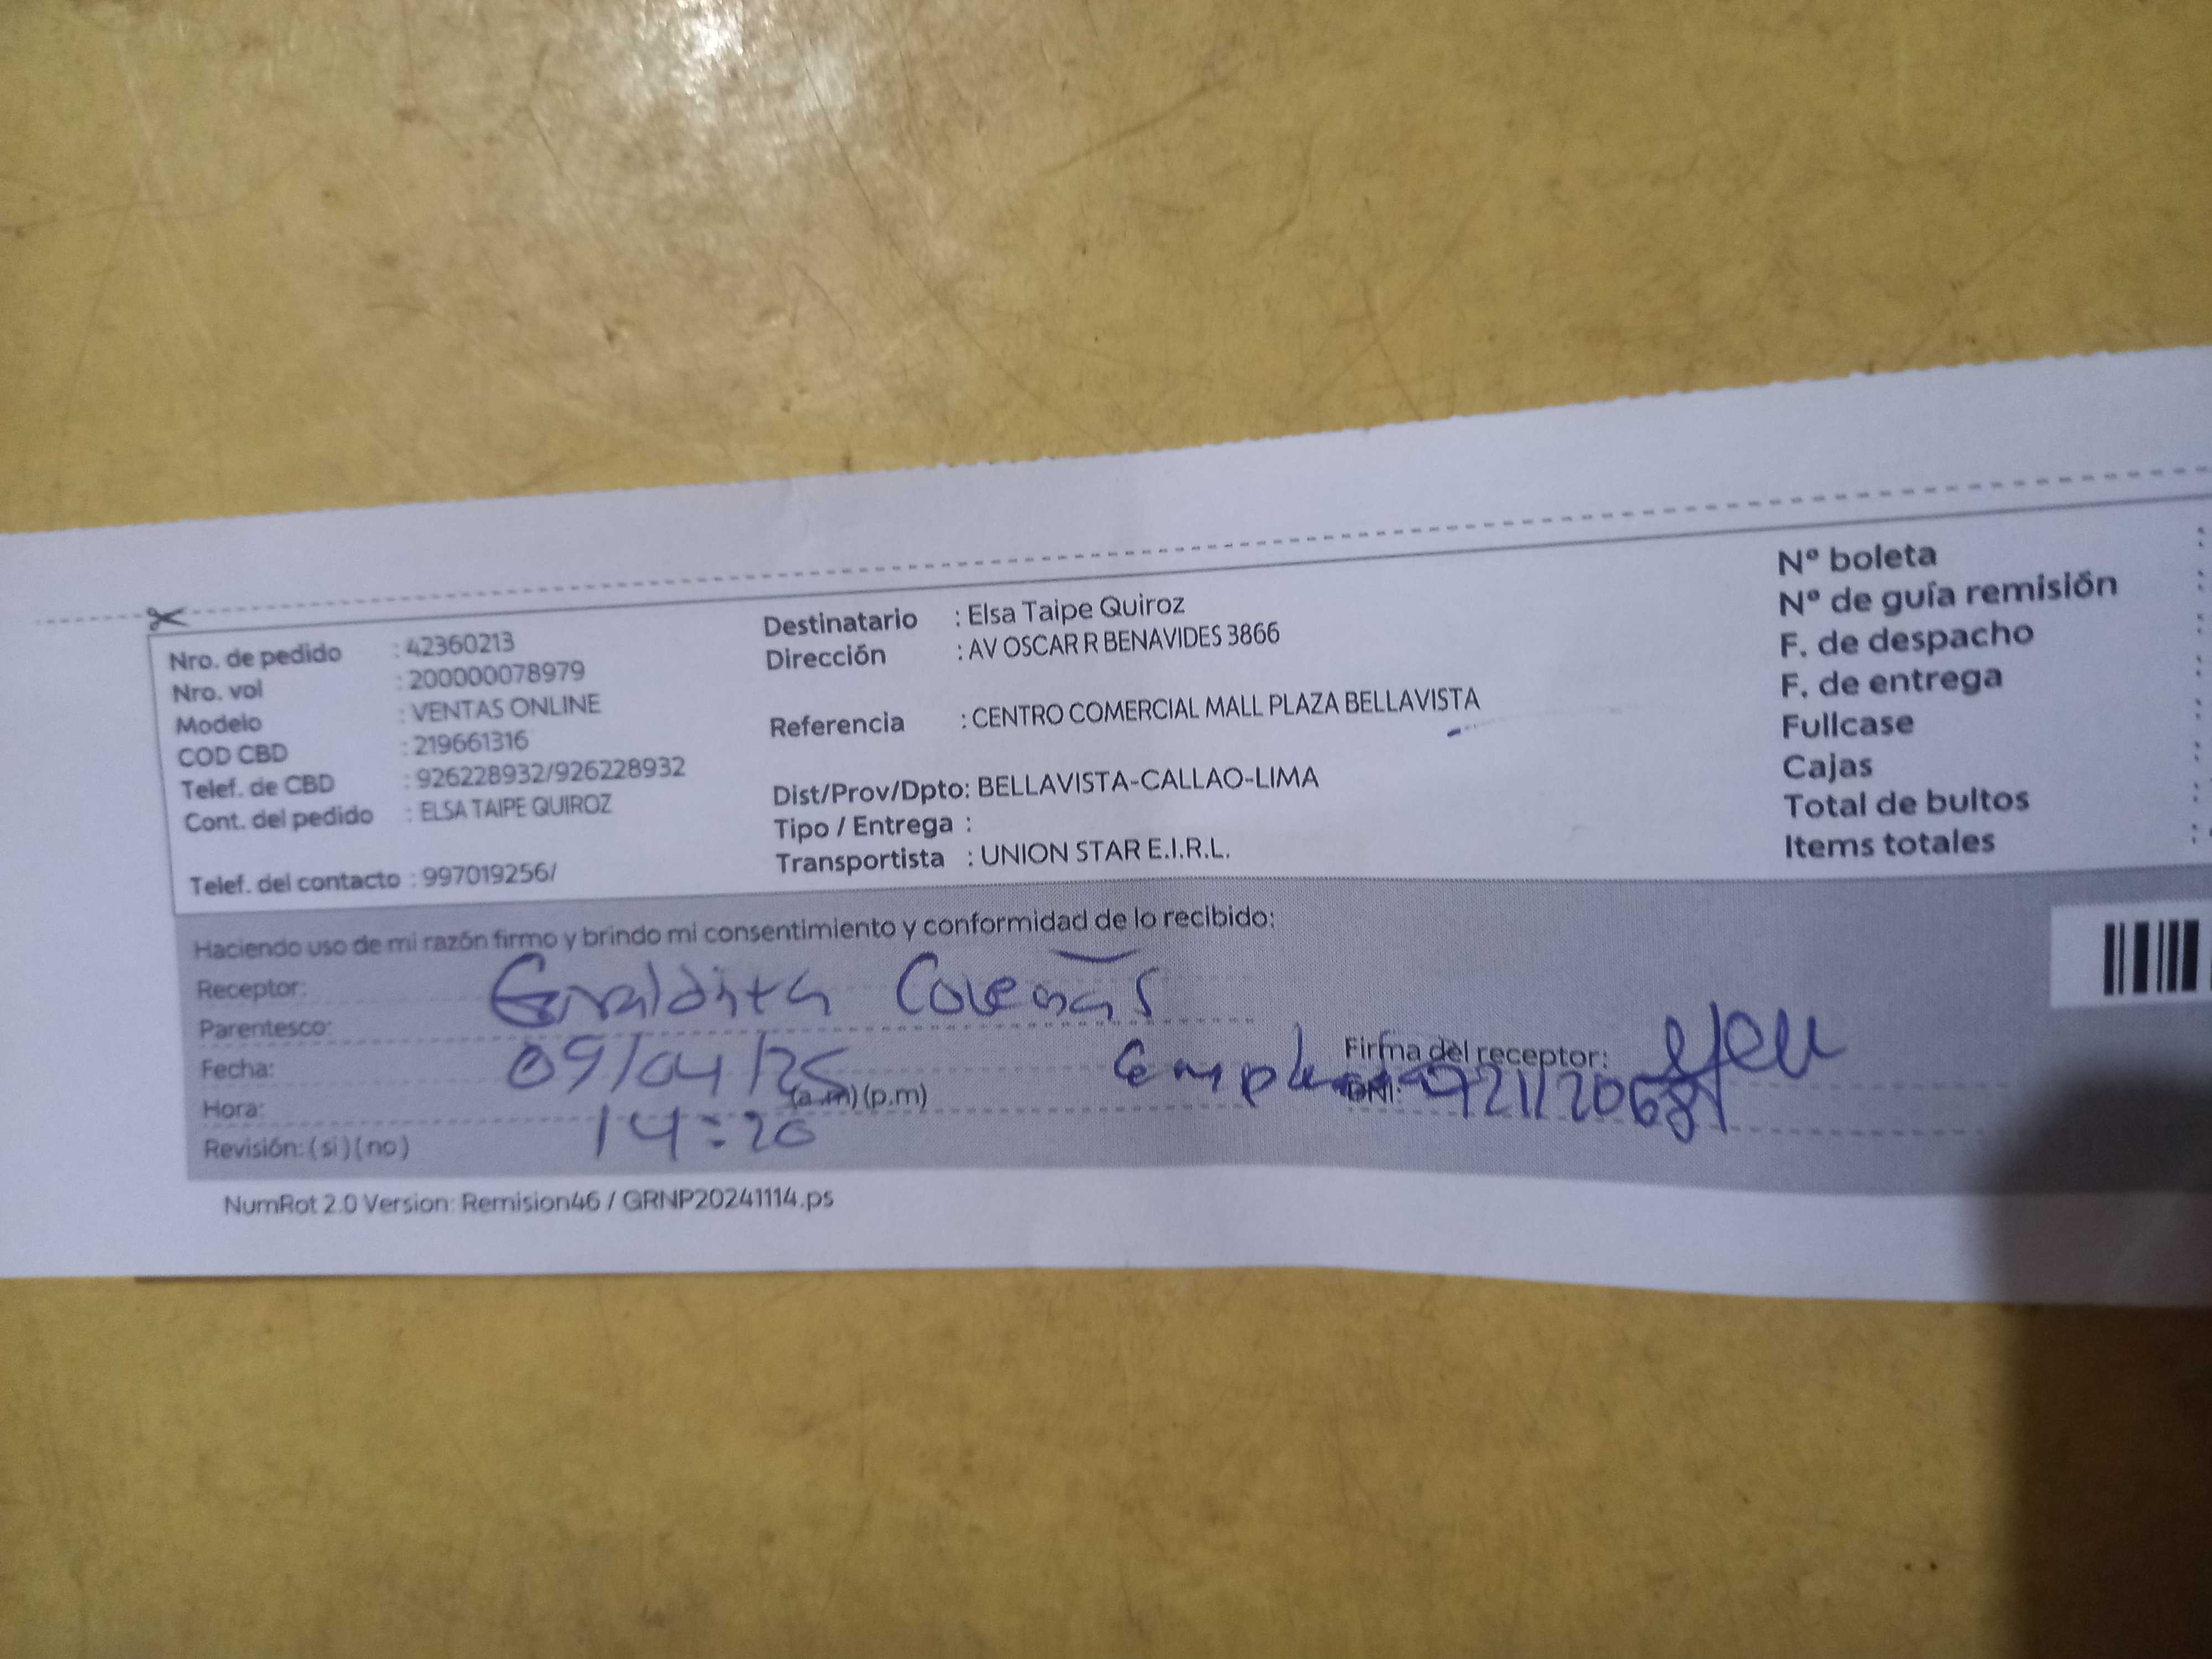 Nro. de pedido : 42360213
Nro. vol : 200000078979
Modelo : VENTAS ONLINE
COD CBD : 219661316
Telef. de CBD : 926228932/926228932
Cont. del pedido : ELSA TAIPE QUIROZ
Telef. del contacto : 997019256/
Destinatario : Elsa Taipe Quiroz
Dirección : AV OSCAR R BENAVIDES 3866
Referencia : CENTRO COMERCIAL MALL PLAZA BELLAVISTA
Dist/Prov/Dpto: BELLAVISTA-CALLAO-LIMA
Tipo / Entrega :
Transportista : UNION STAR E.I.R.L.
Nº boleta :
Nº de guía remisión :
F. de despacho :
F. de entrega :
Fullcase :
Cajas :
Total de bultos :
Items totales :
Haciendo uso de mi razón firmo y brindo mi consentimiento y conformidad de lo recibido:
Receptor:
Parentesco:
Fecha: 09/04/25
Hora: 14:20 (a.m) (p.m)
Revisión: (si) (no)
Firma del receptor:
DNI:
NumRot 2.0 Version: Remision46 / GRNP20241114.ps